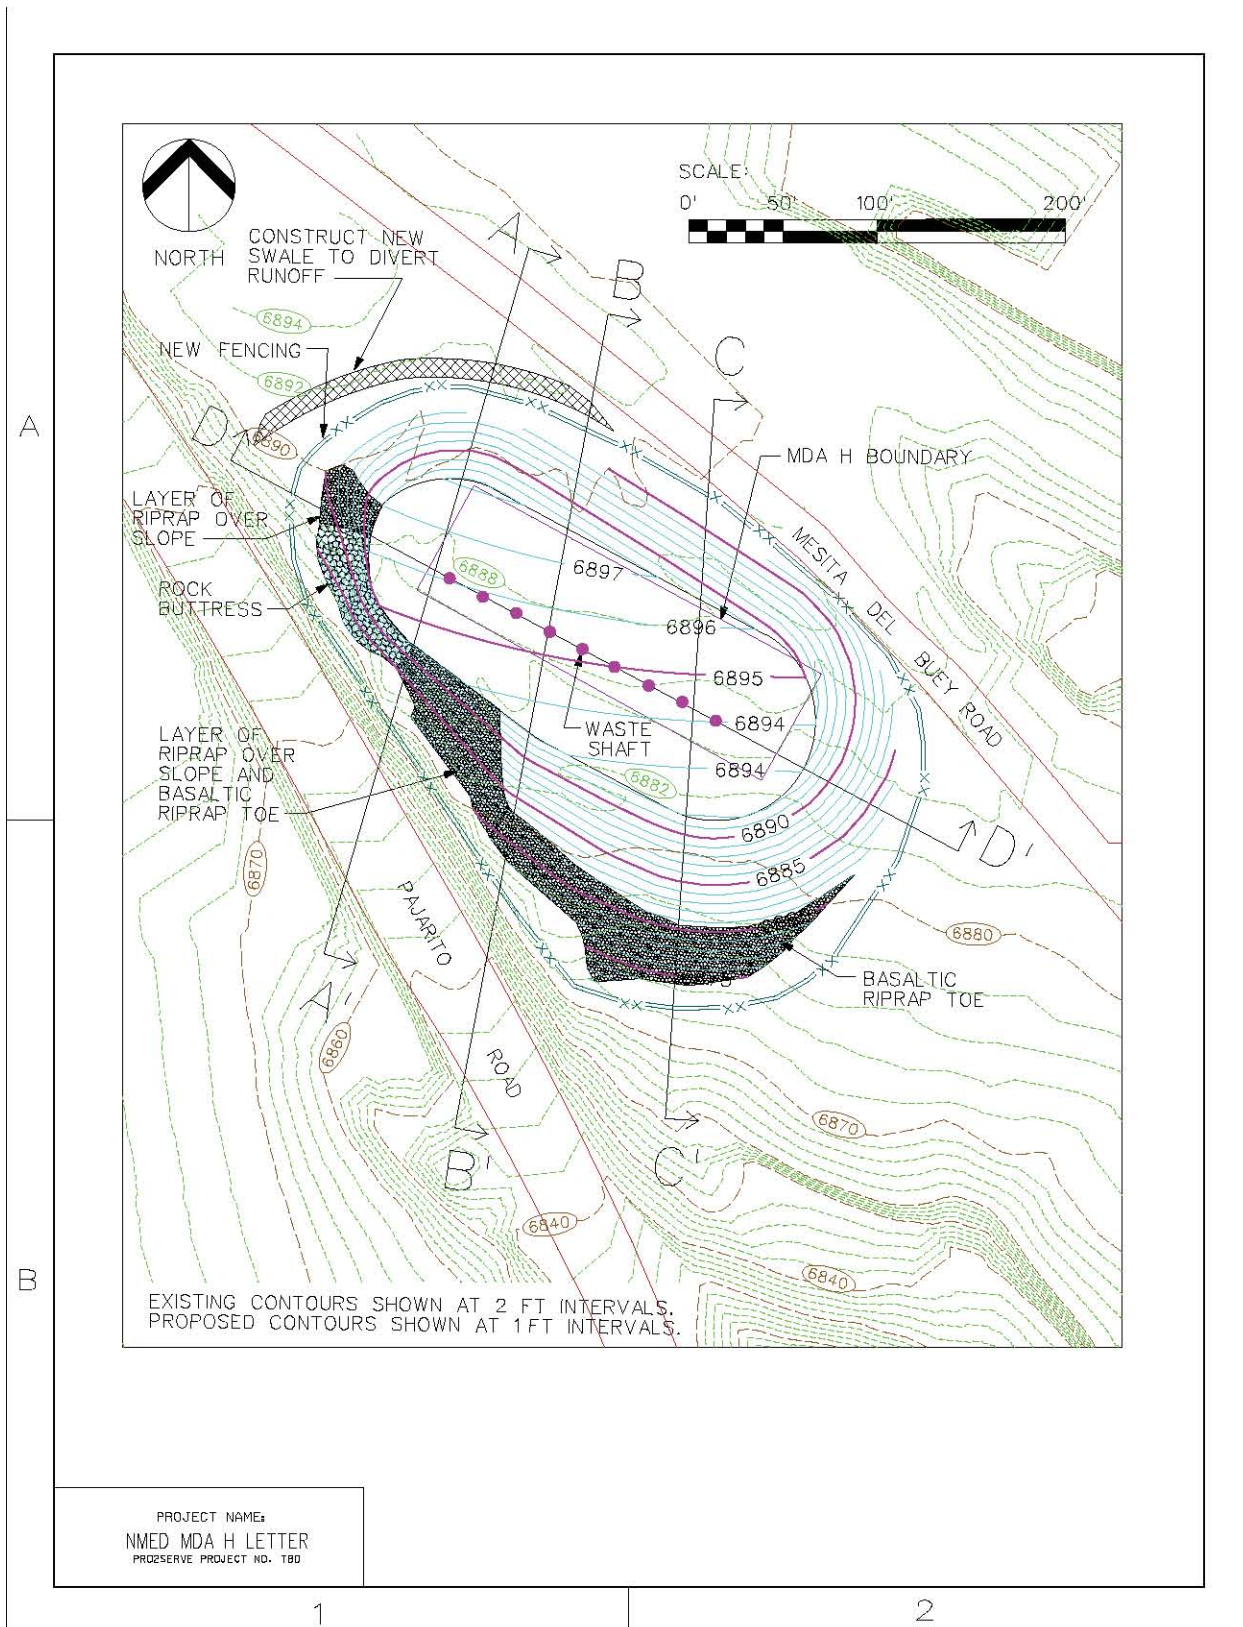 SCALE:
0' 50' 100' 200'
NORTH
CONSTRUCT NEW
SWALE TO DIVERT
RUNOFF
A
B
C
D
6894
NEW FENCING
6892
6890
A
MDA H BOUNDARY
LAYER OF
RIPRAP OVER
SLOPE
MESITA DEL BUEY ROAD
6888
6897
ROCK
BUTTRESS
6896
6895
6894
WASTE
SHAFT
LAYER OF
RIPRAP OVER
SLOPE AND
BASALTIC
RIPRAP TOE
6894
6882
6890
D'
6885
6870
PAJARITO ROAD
6880
BASALTIC
RIPRAP TOE
A'
6860
6870
B'
C'
6840
6840
B
EXISTING CONTOURS SHOWN AT 2 FT INTERVALS.
PROPOSED CONTOURS SHOWN AT 1 FT INTERVALS.
PROJECT NAME:
NMED MDA H LETTER
PRO2SERVE PROJECT NO. TBD
1 2